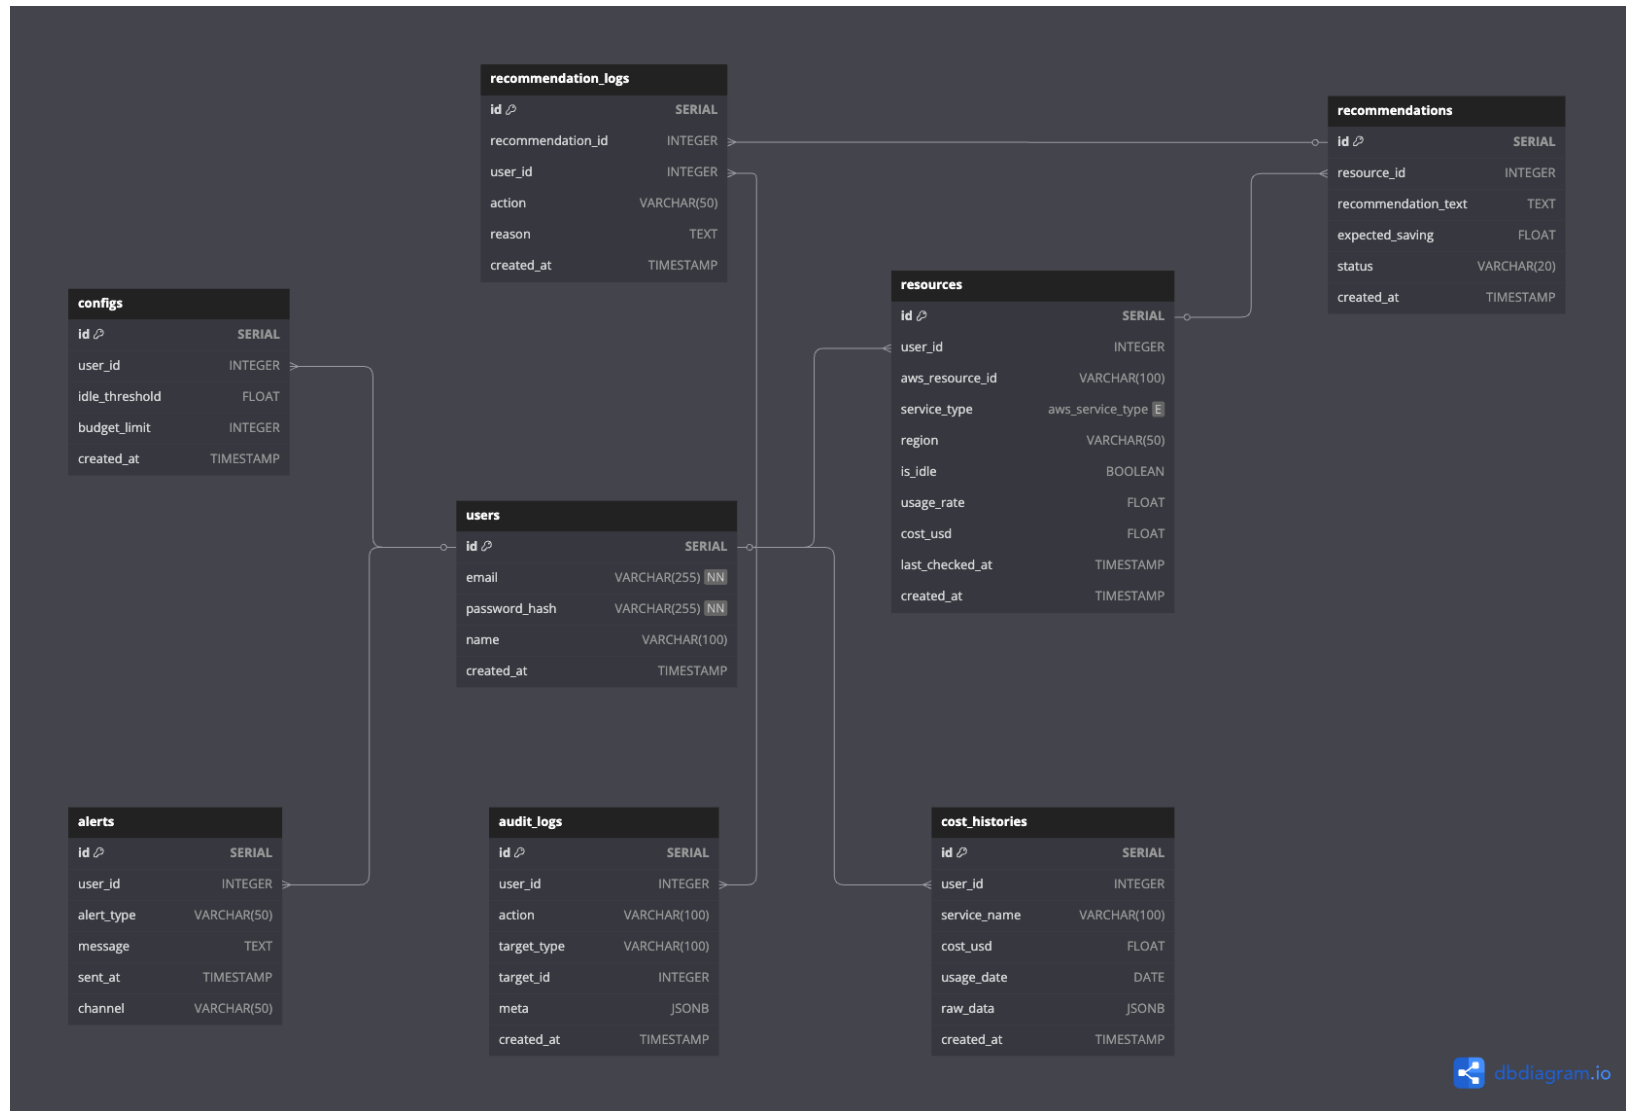 recommendation_logs
id SERIAL
recommendation_id INTEGER
user_id INTEGER
action VARCHAR(50)
reason TEXT
created_at TIMESTAMP
recommendations
id SERIAL
resource_id INTEGER
recommendation_text TEXT
expected_saving FLOAT
status VARCHAR(20)
created_at TIMESTAMP
configs
id SERIAL
user_id INTEGER
idle_threshold FLOAT
budget_limit INTEGER
created_at TIMESTAMP
resources
id SERIAL
user_id INTEGER
aws_resource_id VARCHAR(100)
service_type aws_service_type E
region VARCHAR(50)
is_idle BOOLEAN
usage_rate FLOAT
cost_usd FLOAT
last_checked_at TIMESTAMP
created_at TIMESTAMP
users
id SERIAL
email VARCHAR(255) NN
password_hash VARCHAR(255) NN
name VARCHAR(100)
created_at TIMESTAMP
alerts
id SERIAL
user_id INTEGER
alert_type VARCHAR(50)
message TEXT
sent_at TIMESTAMP
channel VARCHAR(50)
audit_logs
id SERIAL
user_id INTEGER
action VARCHAR(100)
target_type VARCHAR(100)
target_id INTEGER
meta JSONB
created_at TIMESTAMP
cost_histories
id SERIAL
user_id INTEGER
service_name VARCHAR(100)
cost_usd FLOAT
usage_date DATE
raw_data JSONB
created_at TIMESTAMP
dbdiagram.io